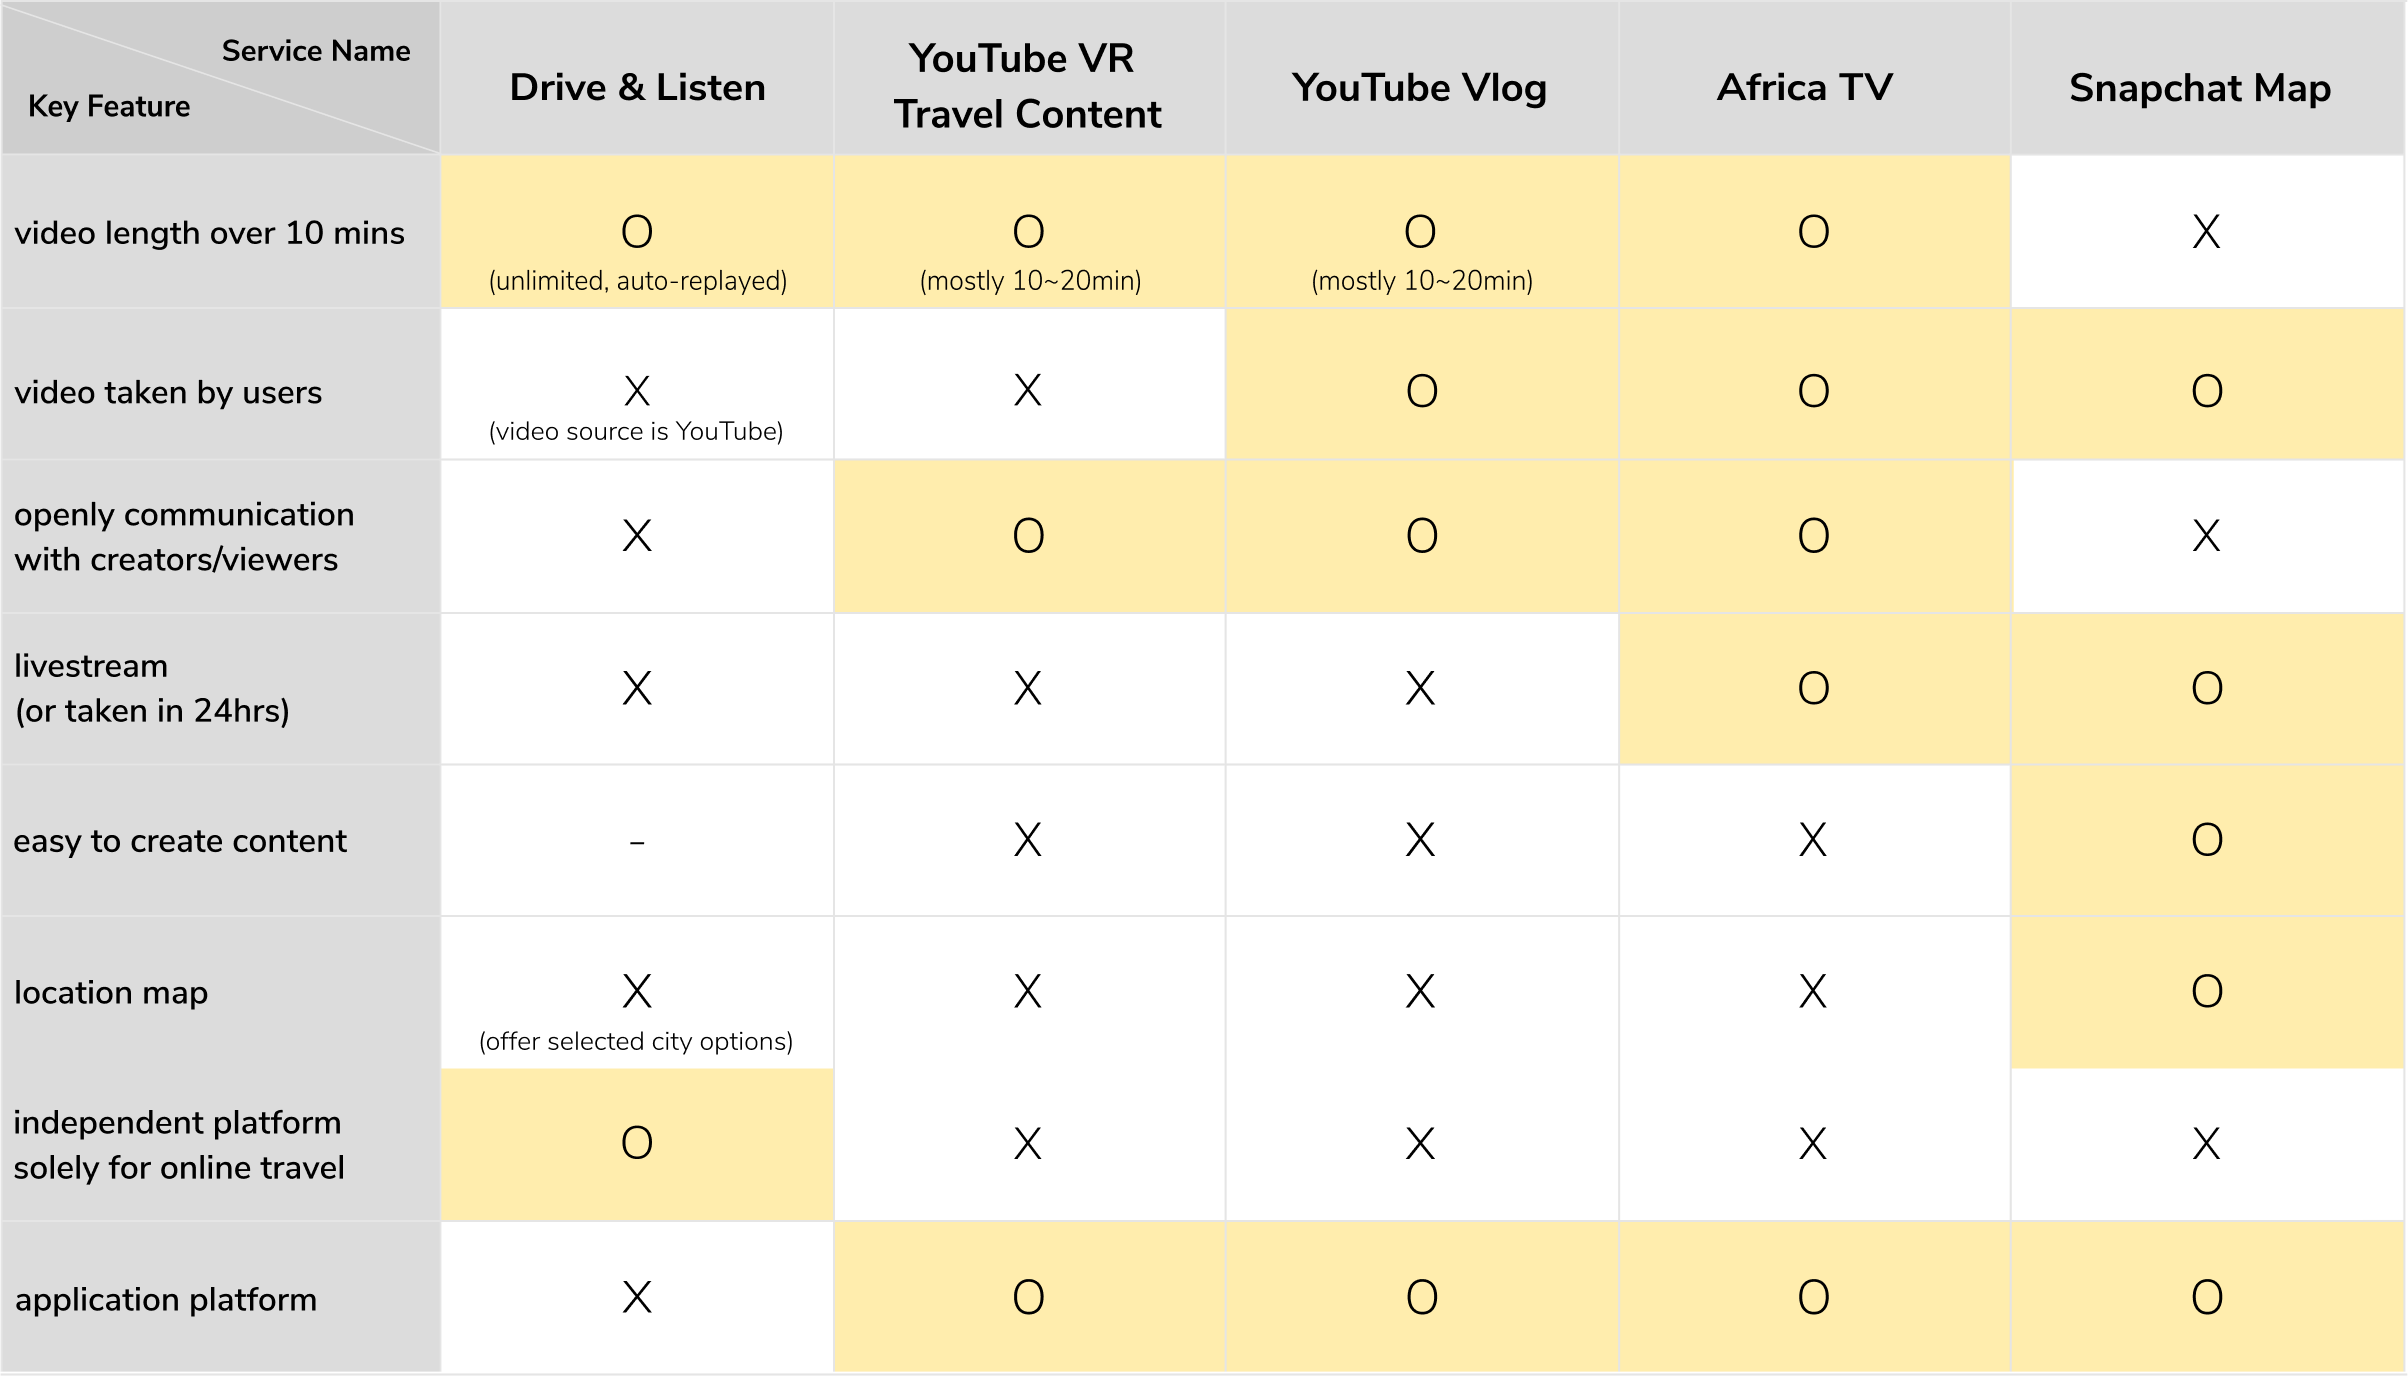 Service Name
Key Feature
Drive & Listen
YouTube VR
Travel Content
YouTube Vlog
Africa TV
Snapchat Map
video length over 10 mins
O
(unlimited, auto-replayed)
O
(mostly 10~20min)
O
(mostly 10~20min)
O
X
video taken by users
X
(video source is YouTube)
X
O
O
O
openly communication
with creators/viewers
X
O
O
O
X
livestream
(or taken in 24hrs)
X
X
X
O
O
easy to create content
-
X
X
X
O
location map
X
(offer selected city options)
X
X
X
O
independent platform
solely for online travel
O
X
X
X
X
application platform
X
O
O
O
O